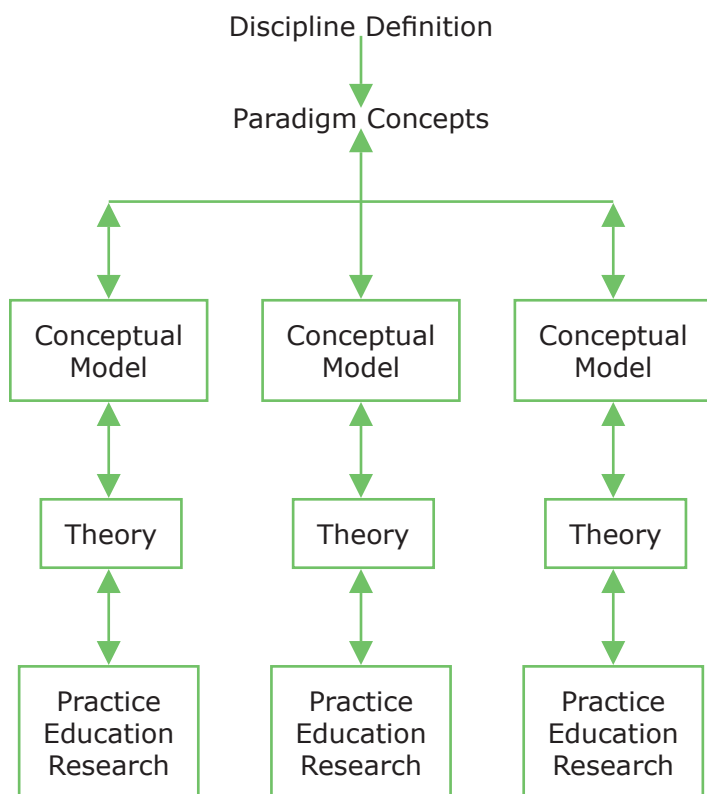 Discipline Definition
Paradigm Concepts
Conceptual
Model
Conceptual
Model
Conceptual
Model
Theory
Theory
Theory
Practice
Education
Research
Practice
Education
Research
Practice
Education
Research